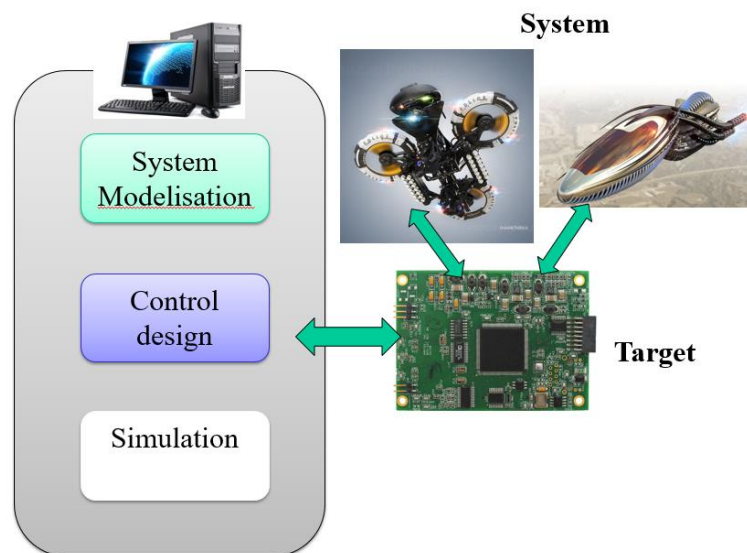 System
System
Modelisation
Control
design
Target
Simulation